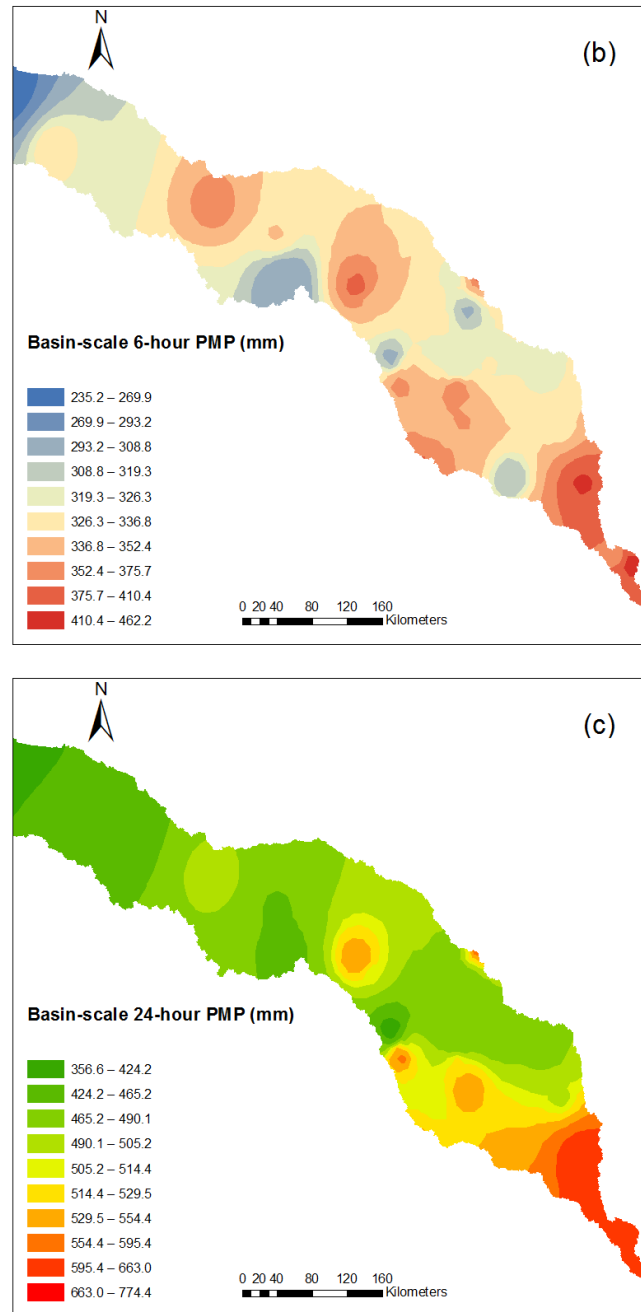 N
(b)
Basin-scale 6-hour PMP (mm)
235.2 – 269.9
269.9 – 293.2
293.2 – 308.8
308.8 – 319.3
319.3 – 326.3
326.3 – 336.8
336.8 – 352.4
352.4 – 375.7
375.7 – 410.4
410.4 – 462.2
0 20 40 80 120 160
Kilometers
N
(c)
Basin-scale 24-hour PMP (mm)
356.6 – 424.2
424.2 – 465.2
465.2 – 490.1
490.1 – 505.2
505.2 – 514.4
514.4 – 529.5
529.5 – 554.4
554.4 – 595.4
595.4 – 663.0
663.0 – 774.4
0 20 40 80 120 160
Kilometers